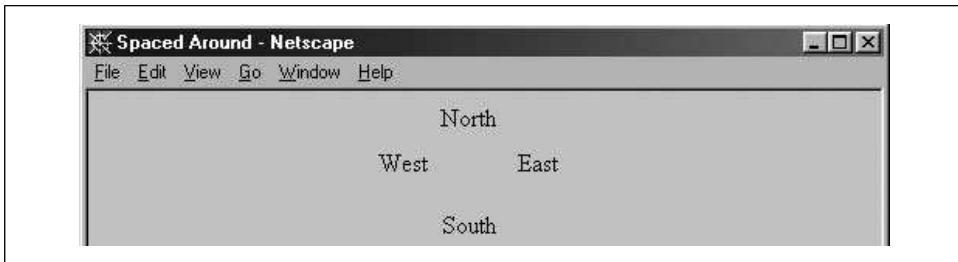 Spaced Around - Netscape
File Edit View Go Window Help
North
West East
South